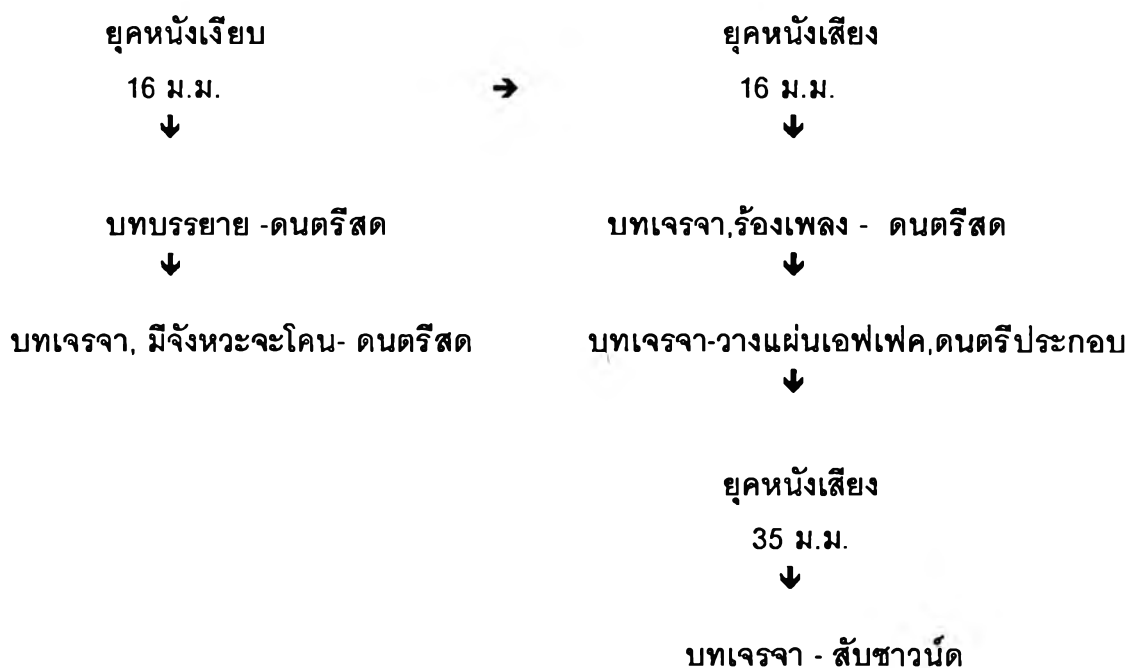 ยุคหนังเงียบ ยุคหนังเสียง
16 ม.ม. ➔ 16 ม.ม.
บทบรรยาย -ดนตรีสด บทเจรจา,ร้องเพลง - ดนตรีสด
บทเจรจา, มีจังหวะจะโคน- ดนตรีสด บทเจรจา-วางแผ่นเอฟเฟค,ดนตรีประกอบ
ยุคหนังเสียง
35 ม.ม.
บทเจรจา - สับซาวน์ด